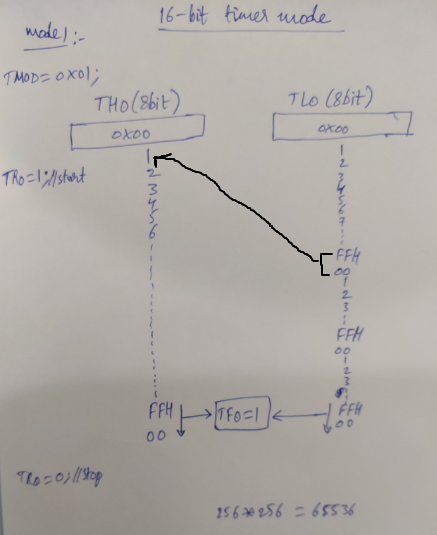 16-bit timer mode
mode1:-
TMOD = 0X01;
TH0 (8bit) TL0 (8bit)
0X00 0X00
TR0=1;//start
1 1
2 2
3 3
4 4
5 5
6 6
7
FFH
00
1
2
3
FFH
00
1
2
3
FFH TF0=1 FFH
00 00
TR0=0;//stop
256*256 = 65536